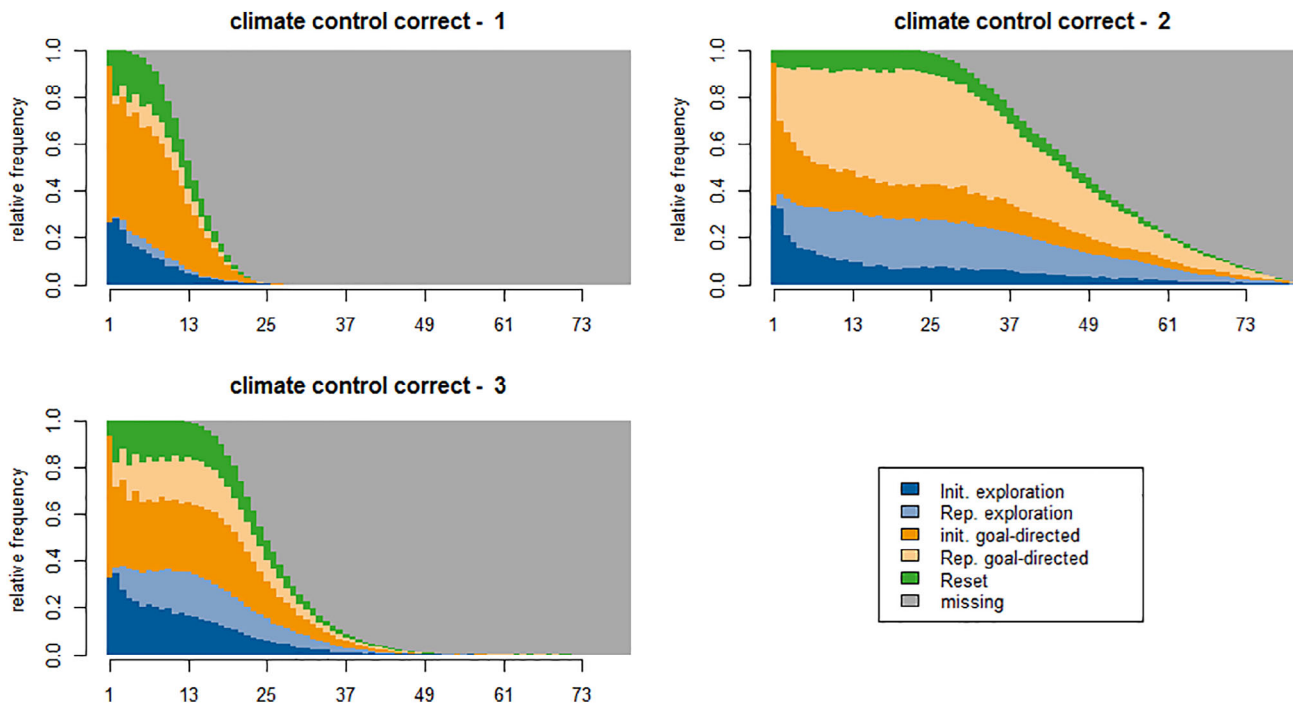 climate control correct - 1
relative frequency
0.0 0.2 0.4 0.6 0.8 1.0
1 13 25 37 49 61 73
climate control correct - 2
relative frequency
0.0 0.2 0.4 0.6 0.8 1.0
1 13 25 37 49 61 73
climate control correct - 3
relative frequency
0.0 0.2 0.4 0.6 0.8 1.0
1 13 25 37 49 61 73
Init. exploration
Rep. exploration
init. goal-directed
Rep. goal-directed
Reset
missing